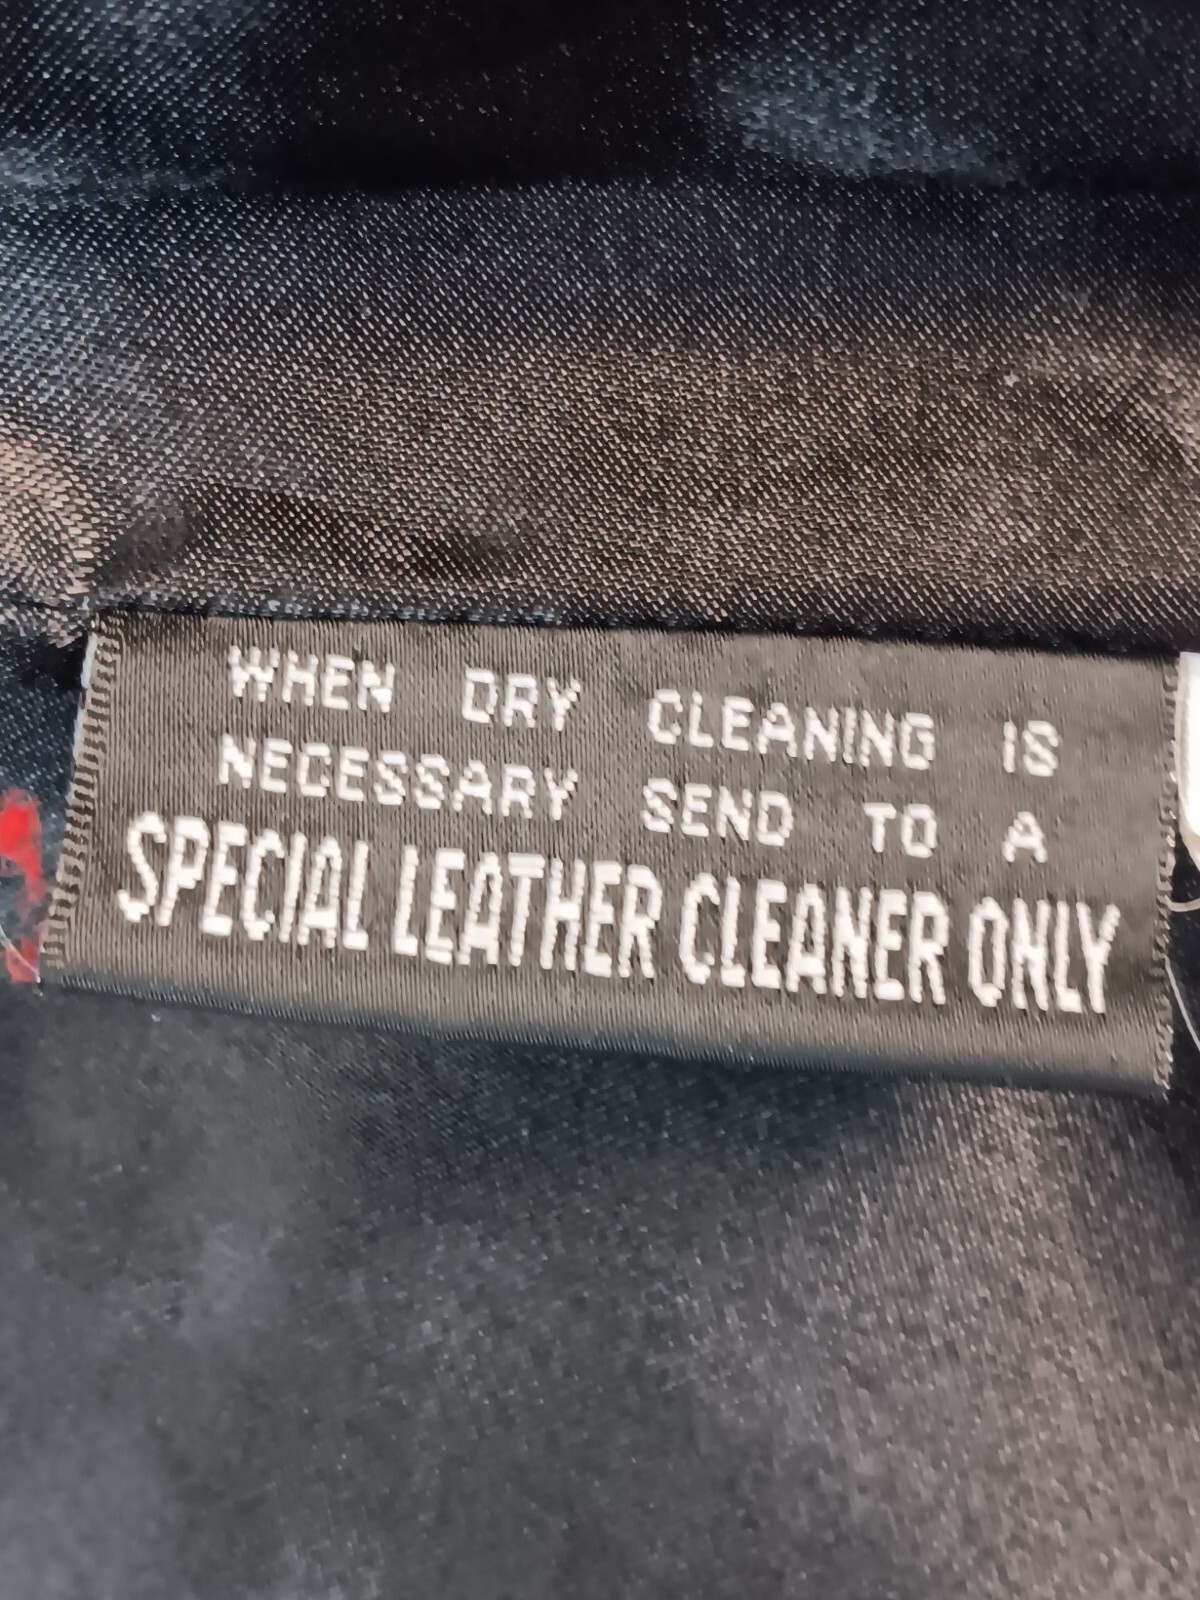 WHEN DRY CLEANING IS
NECESSARY SEND TO A
SPECIAL LEATHER CLEANER ONLY